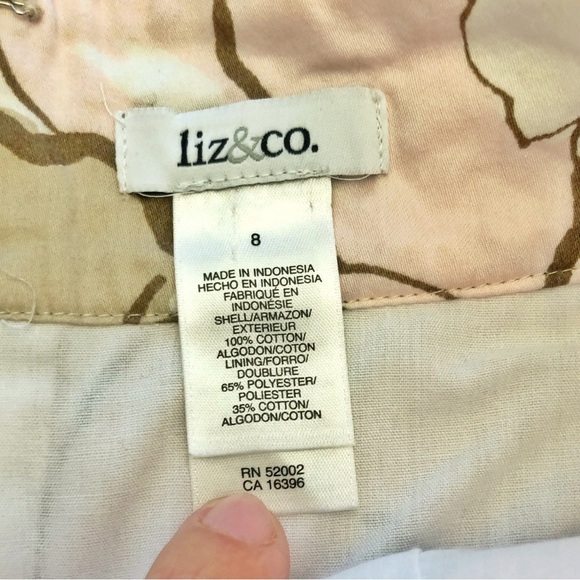 liz&co.
8
MADE IN INDONESIA
HECHO EN INDONESIA
FABRIQUÉ EN
INDONÉSIE
SHELL/ARMAZON/
EXTERIEUR
100% COTTON/
ALGODON/COTON
LINING/FORRO/
DOUBLURE
65% POLYESTER/
POLIESTER
35% COTTON/
ALGODON/COTON
RN 52002
CA 16396